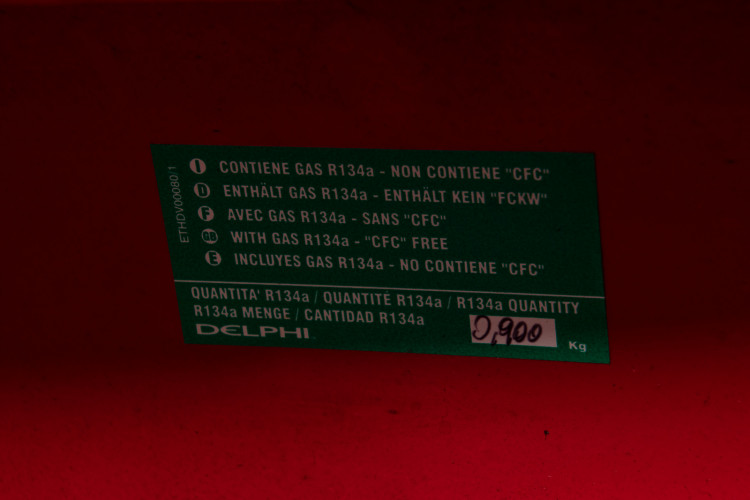 ETHDV00080/1
I CONTIENE GAS R134a - NON CONTIENE "CFC"
D ENTHÄLT GAS R134a - ENTHÄLT KEIN "FCKW"
F AVEC GAS R134a - SANS "CFC"
GB WITH GAS R134a - "CFC" FREE
E INCLUYES GAS R134a - NO CONTIENE "CFC"
QUANTITA' R134a / QUANTITÉ R134a / R134a QUANTITY
R134a MENGE / CANTIDAD R134a
DELPHI
0,900 Kg